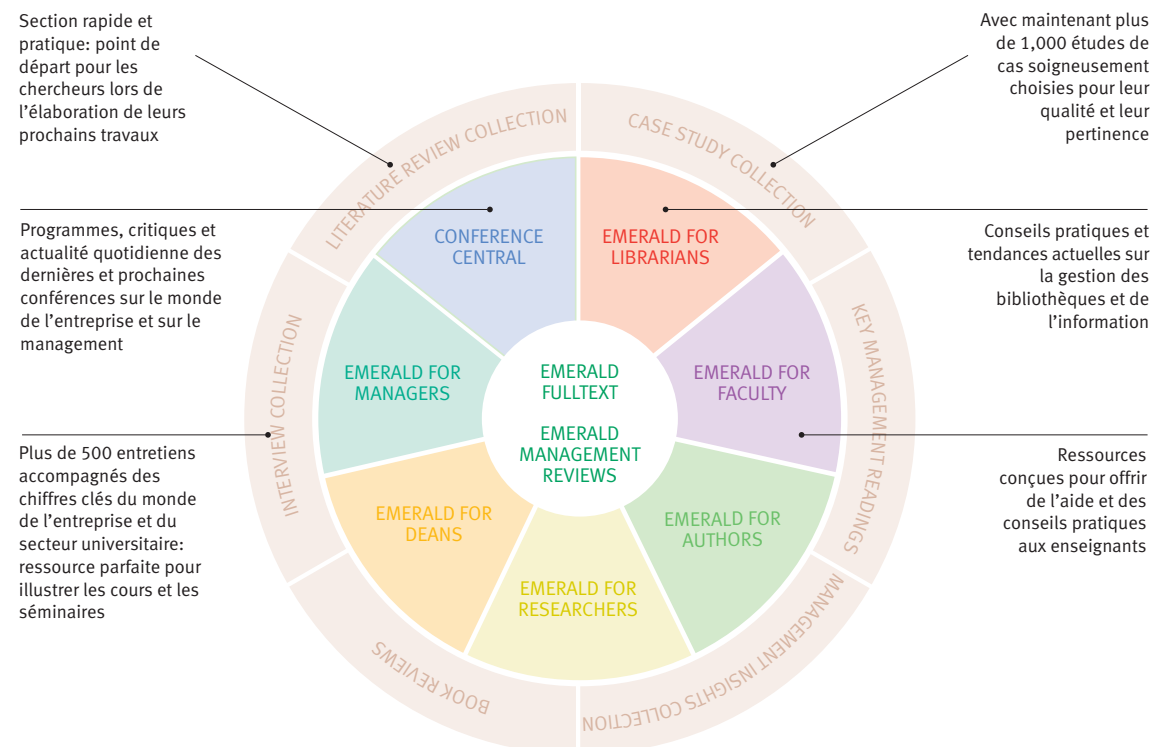 Section rapide et
pratique: point de
départ pour les
chercheurs lors de
l’élaboration de leurs
prochains travaux
Avec maintenant plus
de 1,000 études de
cas soigneusement
choisies pour leur
qualité et leur
pertinence
Programmes, critiques et
actualité quotidienne des
dernières et prochaines
conférences sur le monde
de l’entreprise et sur le
management
Conseils pratiques et
tendances actuelles sur
la gestion des
bibliothèques et de
l’information
Plus de 500 entretiens
accompagnés des
chiffres clés du monde
de l’entreprise et du
secteur universitaire:
ressource parfaite pour
illustrer les cours et les
séminaires
Ressources
conçues pour offrir
de l’aide et des
conseils pratiques
aux enseignants
LITERATURE REVIEW COLLECTION
CASE STUDY COLLECTION
KEY MANAGEMENT READINGS
MANAGEMENT INSIGHTS COLLECTION
BOOK REVIEWS
INTERVIEW COLLECTION
CONFERENCE
CENTRAL
EMERALD FOR
LIBRARIANS
EMERALD FOR
FACULTY
EMERALD FOR
AUTHORS
EMERALD FOR
RESEARCHERS
EMERALD FOR
DEANS
EMERALD FOR
MANAGERS
EMERALD
FULLTEXT
EMERALD
MANAGEMENT
REVIEWS